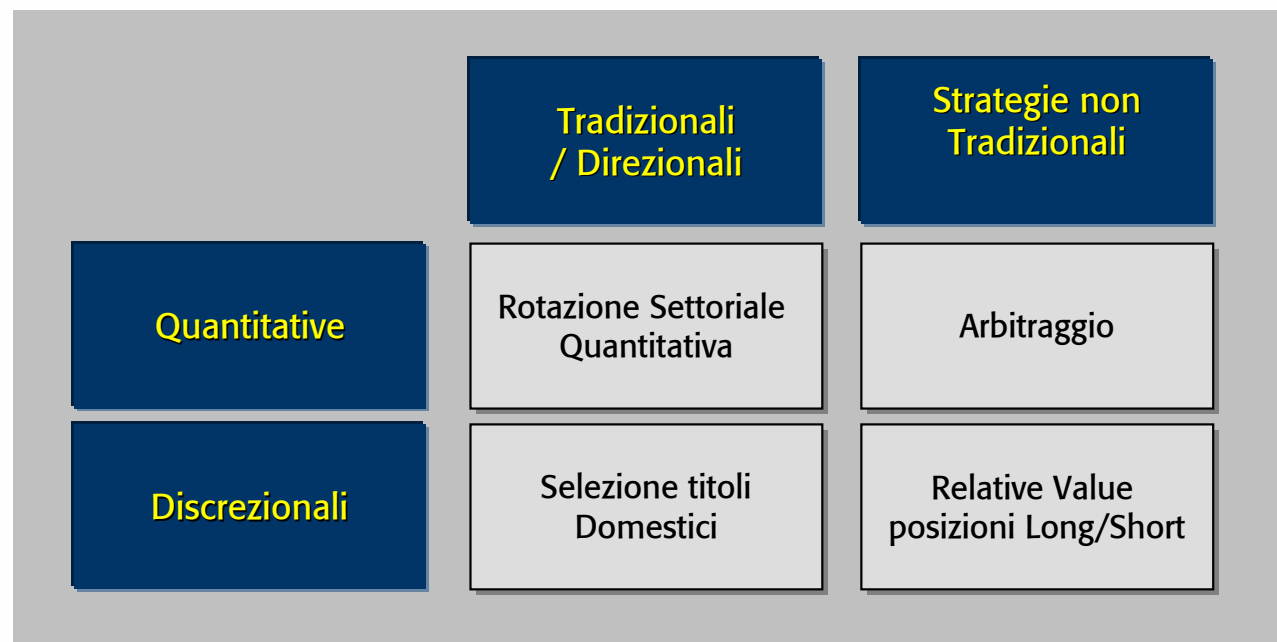 Tradizionali
/ Direzionali
Strategie non
Tradizionali
Quantitative
Rotazione Settoriale
Quantitativa
Arbitraggio
Discrezionali
Selezione titoli
Domestici
Relative Value
posizioni Long/Short